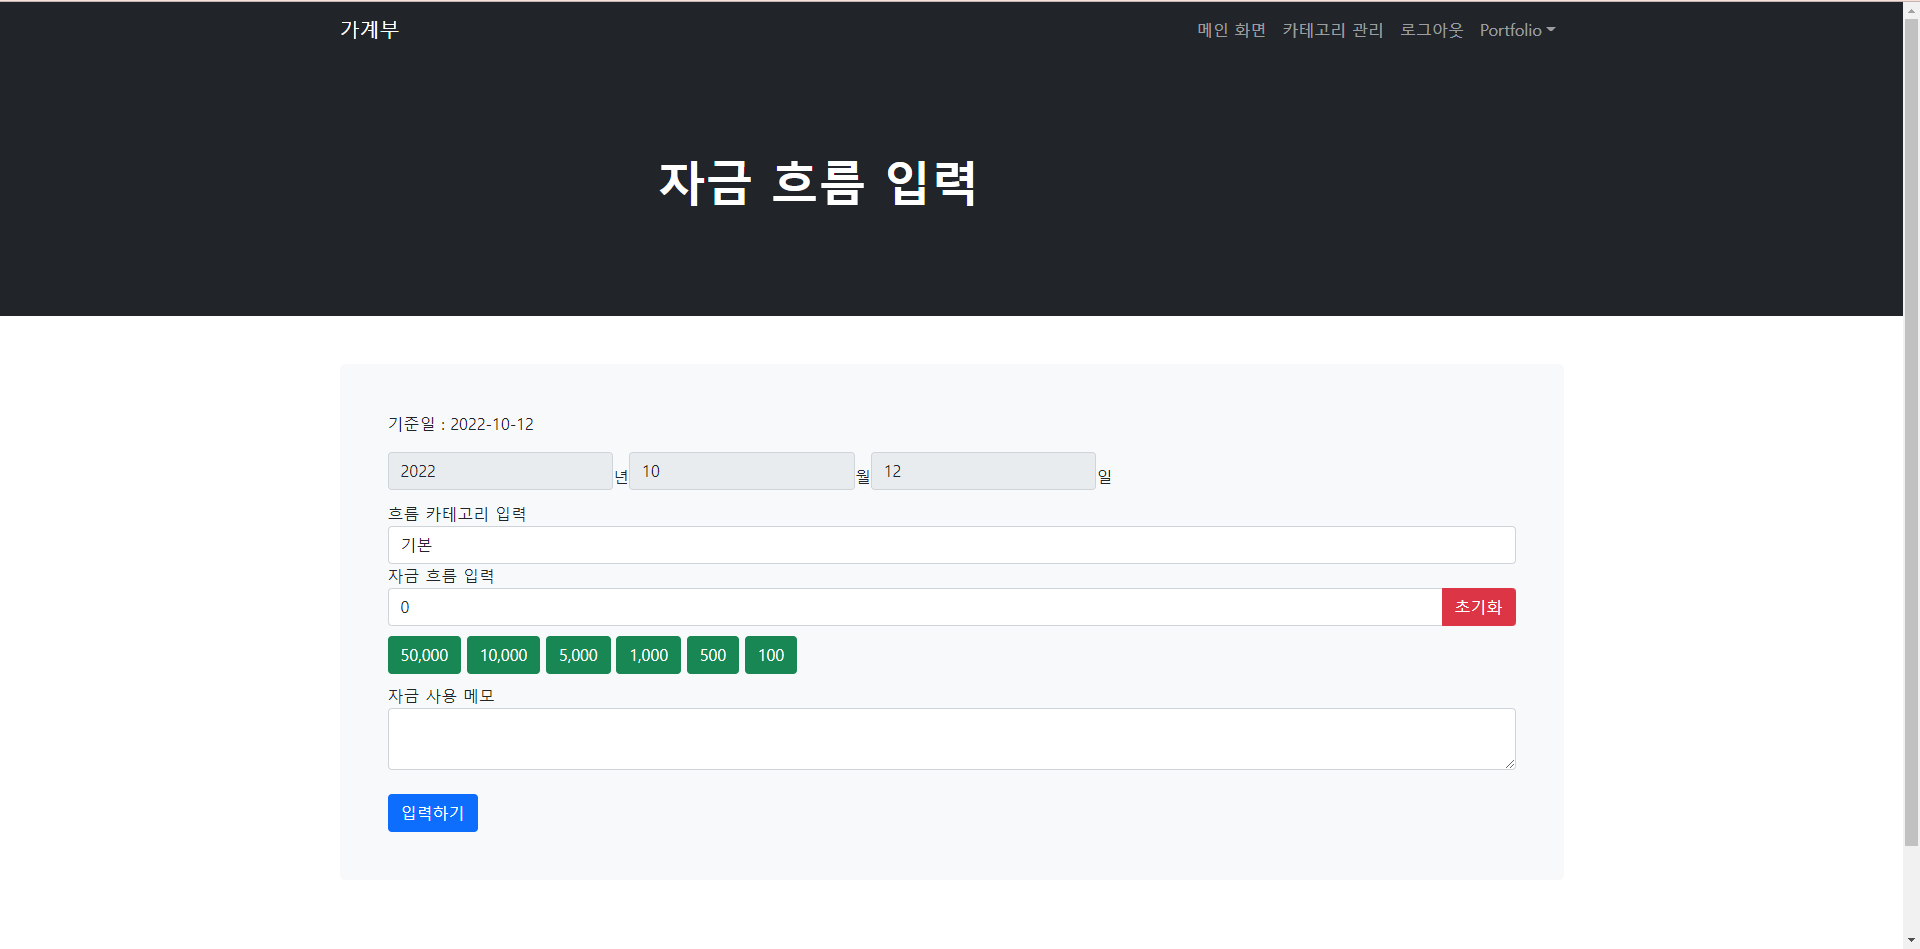 가계부
메인 화면 카테고리 관리 로그아웃 Portfolio
자금 흐름 입력
기준일 : 2022-10-12
2022 년 10 월 12 일
흐름 카테고리 입력
기본
자금 흐름 입력
0 초기화
50,000 10,000 5,000 1,000 500 100
자금 사용 메모
입력하기